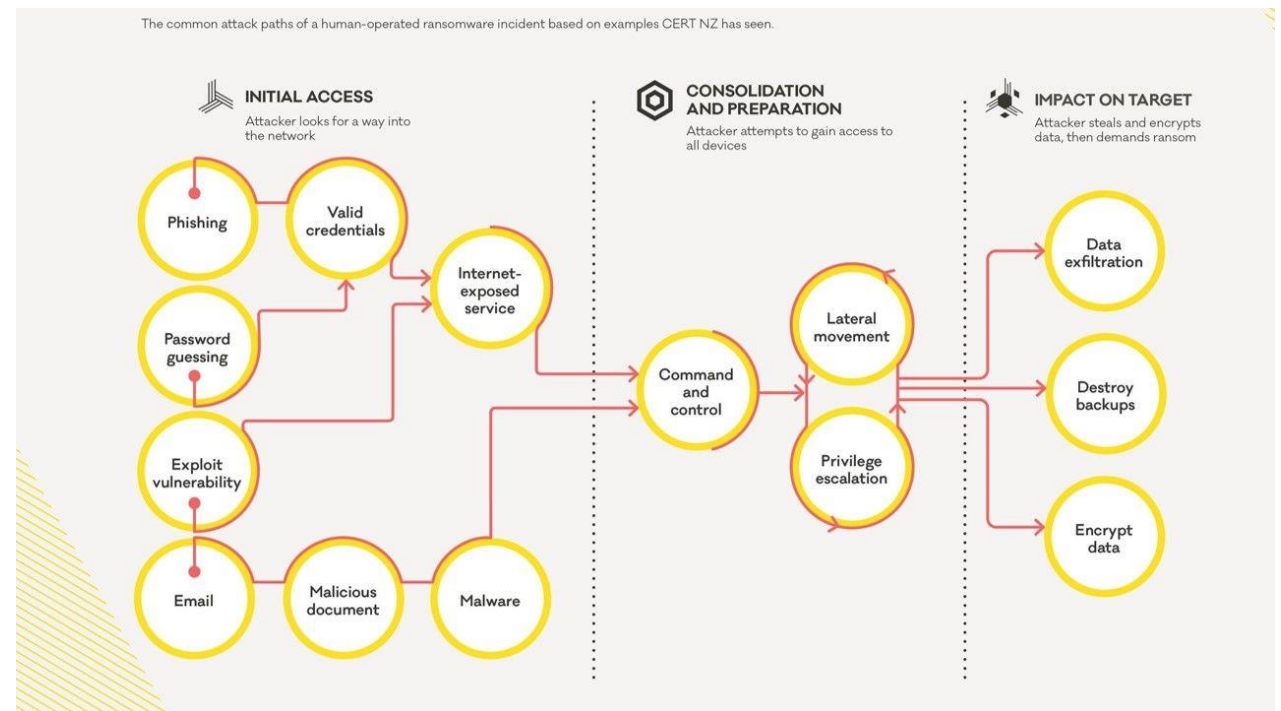 The common attack paths of a human-operated ransomware incident based on examples CERT NZ has seen.
INITIAL ACCESS
Attacker looks for a way into
the network
CONSOLIDATION
AND PREPARATION
Attacker attempts to gain access to
all devices
IMPACT ON TARGET
Attacker steals and encrypts
data, then demands ransom
Phishing
Valid
credentials
Internet-
exposed
service
Password
guessing
Exploit
vulnerability
Email
Malicious
document
Malware
Command
and
control
Lateral
movement
Privilege
escalation
Data
exfiltration
Destroy
backups
Encrypt
data